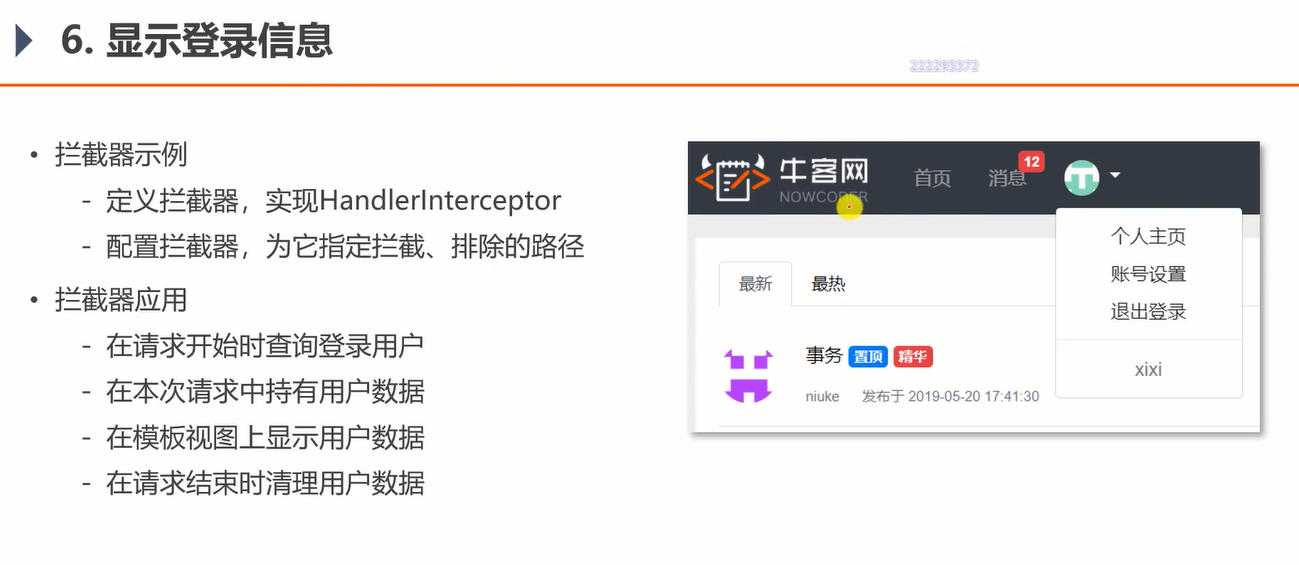 6. 显示登录信息
222293372
• 拦截器示例
- 定义拦截器，实现HandlerInterceptor
- 配置拦截器，为它指定拦截、排除的路径
• 拦截器应用
- 在请求开始时查询登录用户
- 在本次请求中持有用户数据
- 在模板视图上显示用户数据
- 在请求结束时清理用户数据
牛客网
NOWCODER
首页
消息
12
个人主页
账号设置
退出登录
xixi
最新
最热
事务 置顶 精华
niuke 发布于 2019-05-20 17:41:30